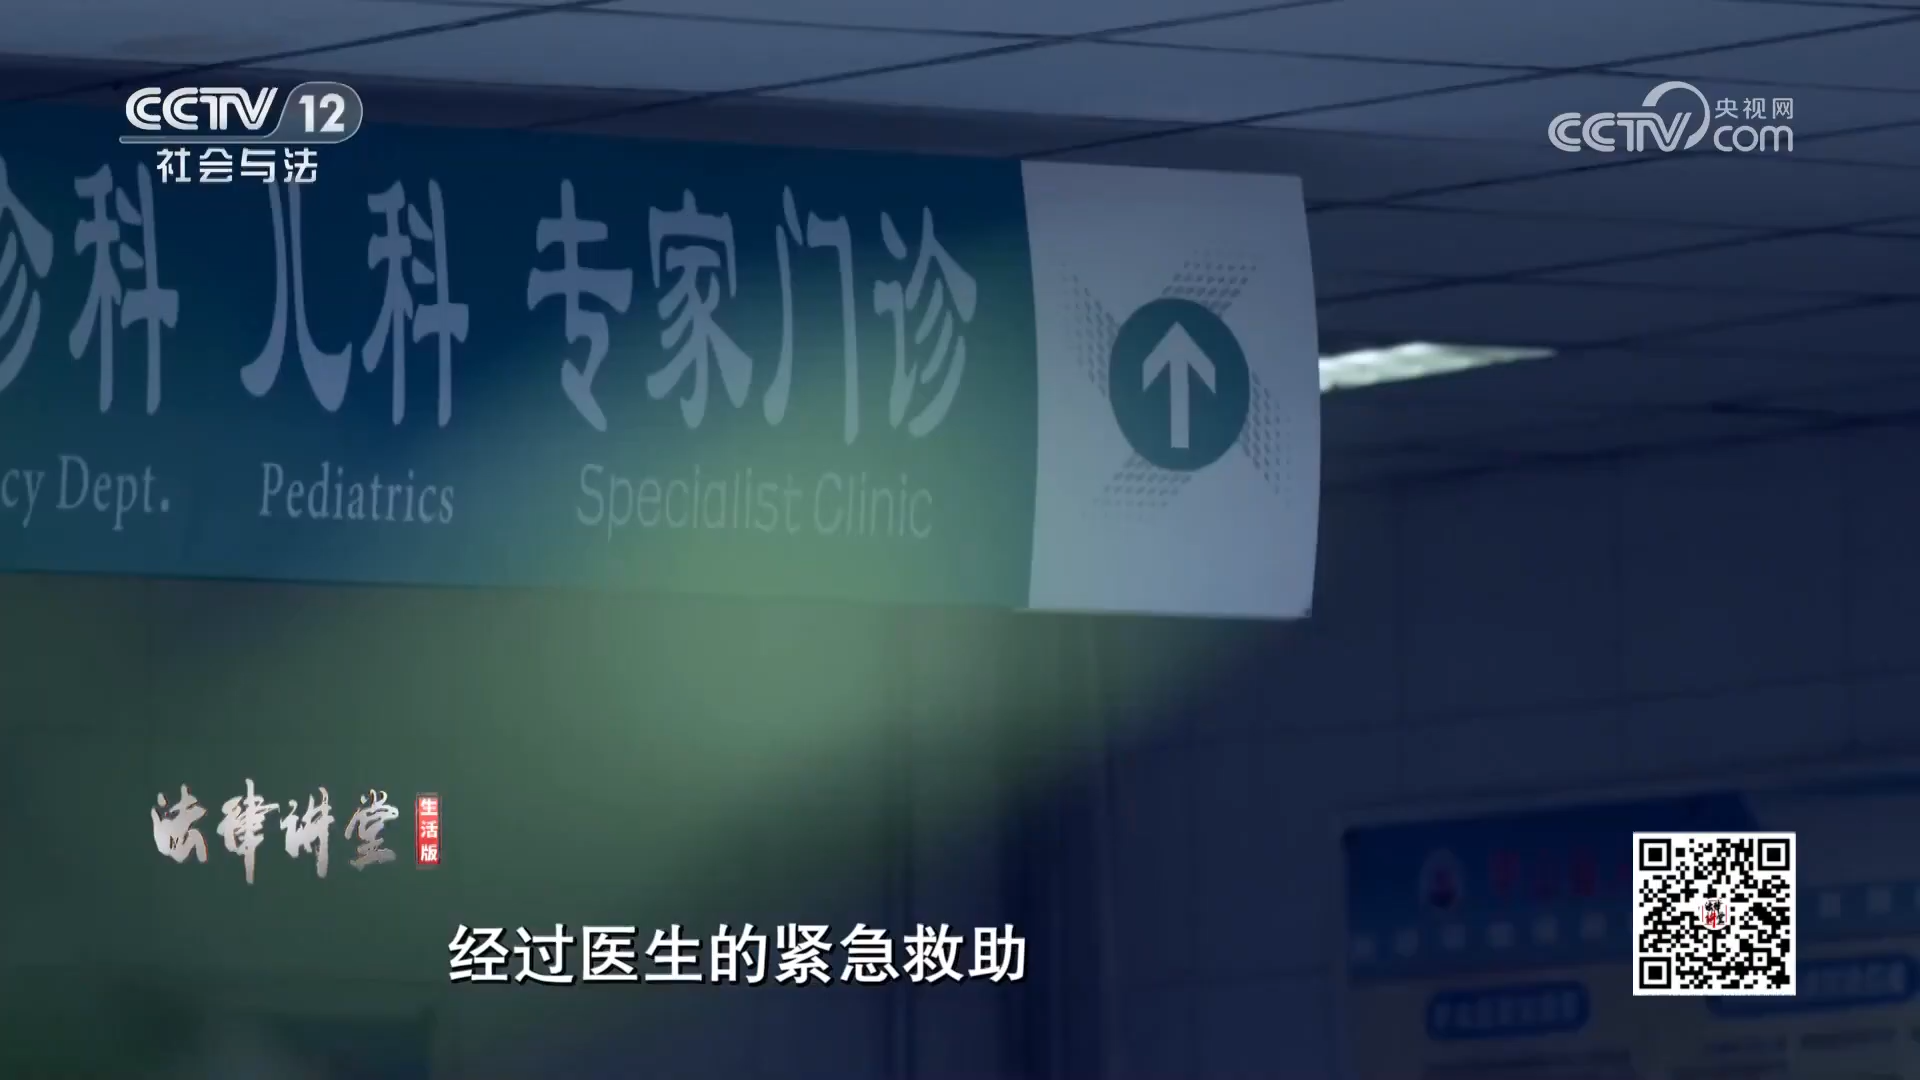 CCTV 12
社会与法
央视网
CCTV com
诊科 儿科 专家门诊
cy Dept. Pediatrics Specialist Clinic
法律讲堂 生活版
经过医生的紧急救助